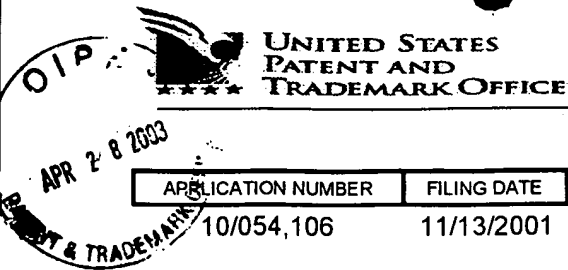 UNITED STATES
PATENT AND
TRADEMARK OFFICE
OIP
APR 28 2003
& TRADEMARK
APPLICATION NUMBER FILING DATE
10/054,106 11/13/2001